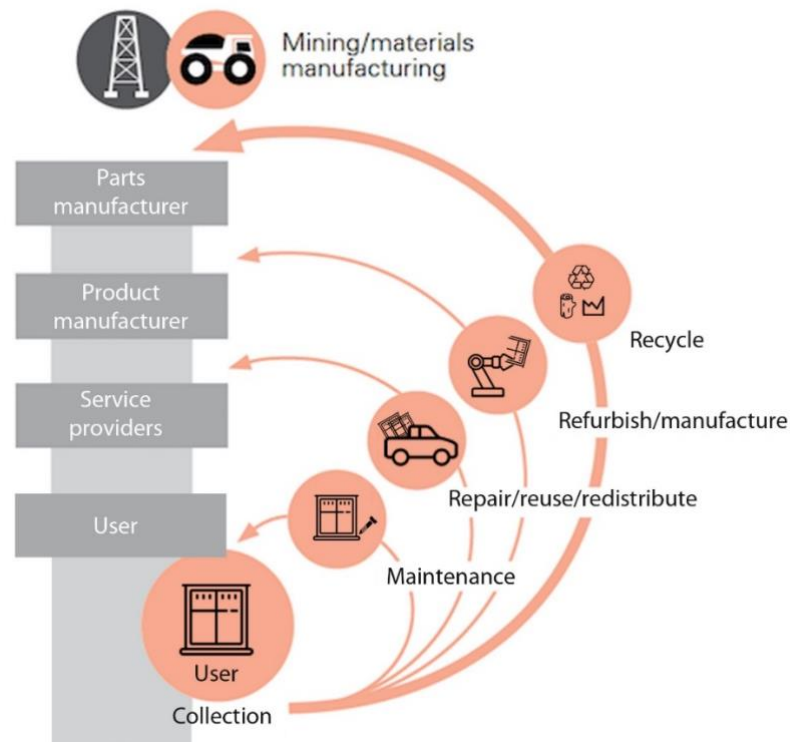 Mining/materials
manufacturing
Parts
manufacturer
Product
manufacturer
Recycle
Service
providers
Refurbish/manufacture
Repair/reuse/redistribute
User
Maintenance
User
Collection